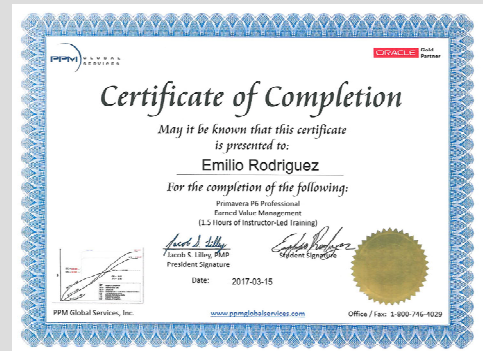 PPM GLOBAL SERVICES
ORACLE Gold Partner
Certificate of Completion
May it be known that this certificate
is presented to:
Emilio Rodriguez
For the completion of the following:
Primavera P6 Professional
Earned Value Management
(1.5 Hours of Instructor-Led Training)
Jacob S. Lilley
Jacob S. Lilley, PMP
Student Signature
President Signature
Date: 2017-03-15
PPM Global Services, Inc.
www.ppmglobalservices.com
Office / Fax: 1-800-746-4029